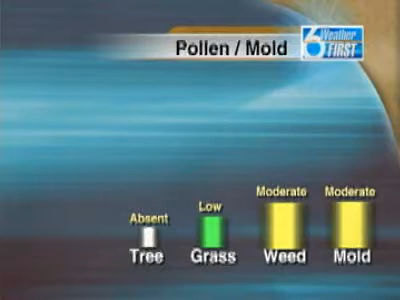 Pollen / Mold
6 Weather
FIRST
Absent
Low
Moderate
Moderate
Tree
Grass
Weed
Mold